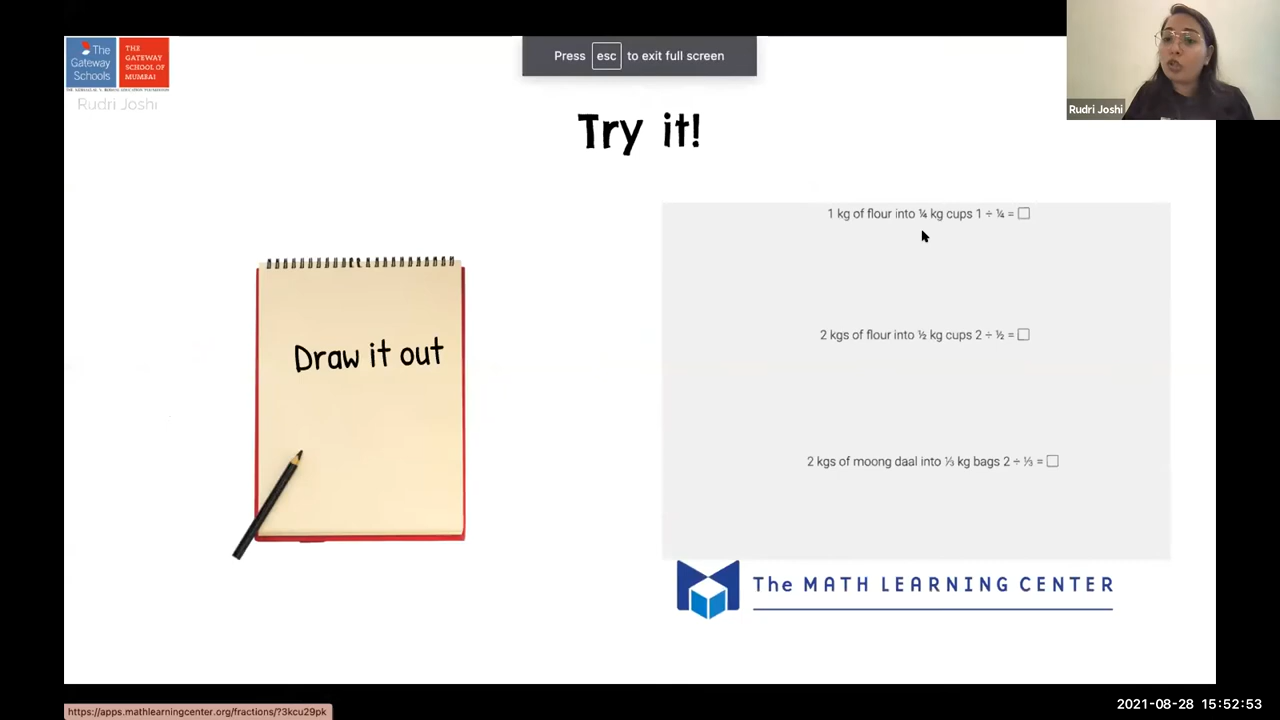 The
Gateway
Schools
THE
GATEWAY
SCHOOL OF
MUMBAI
Rudri Joshi
Press esc to exit full screen
Rudri Joshi
Try it!
1 kg of flour into ¼ kg cups 1 ÷ ¼ = ☐
Draw it out
2 kgs of flour into ½ kg cups 2 ÷ ½ = ☐
2 kgs of moong daal into ⅓ kg bags 2 ÷ ⅓ = ☐
The MATH LEARNING CENTER
https://apps.mathlearningcenter.org/fractions/?3kcu29pk
2021-08-28 15:52:53